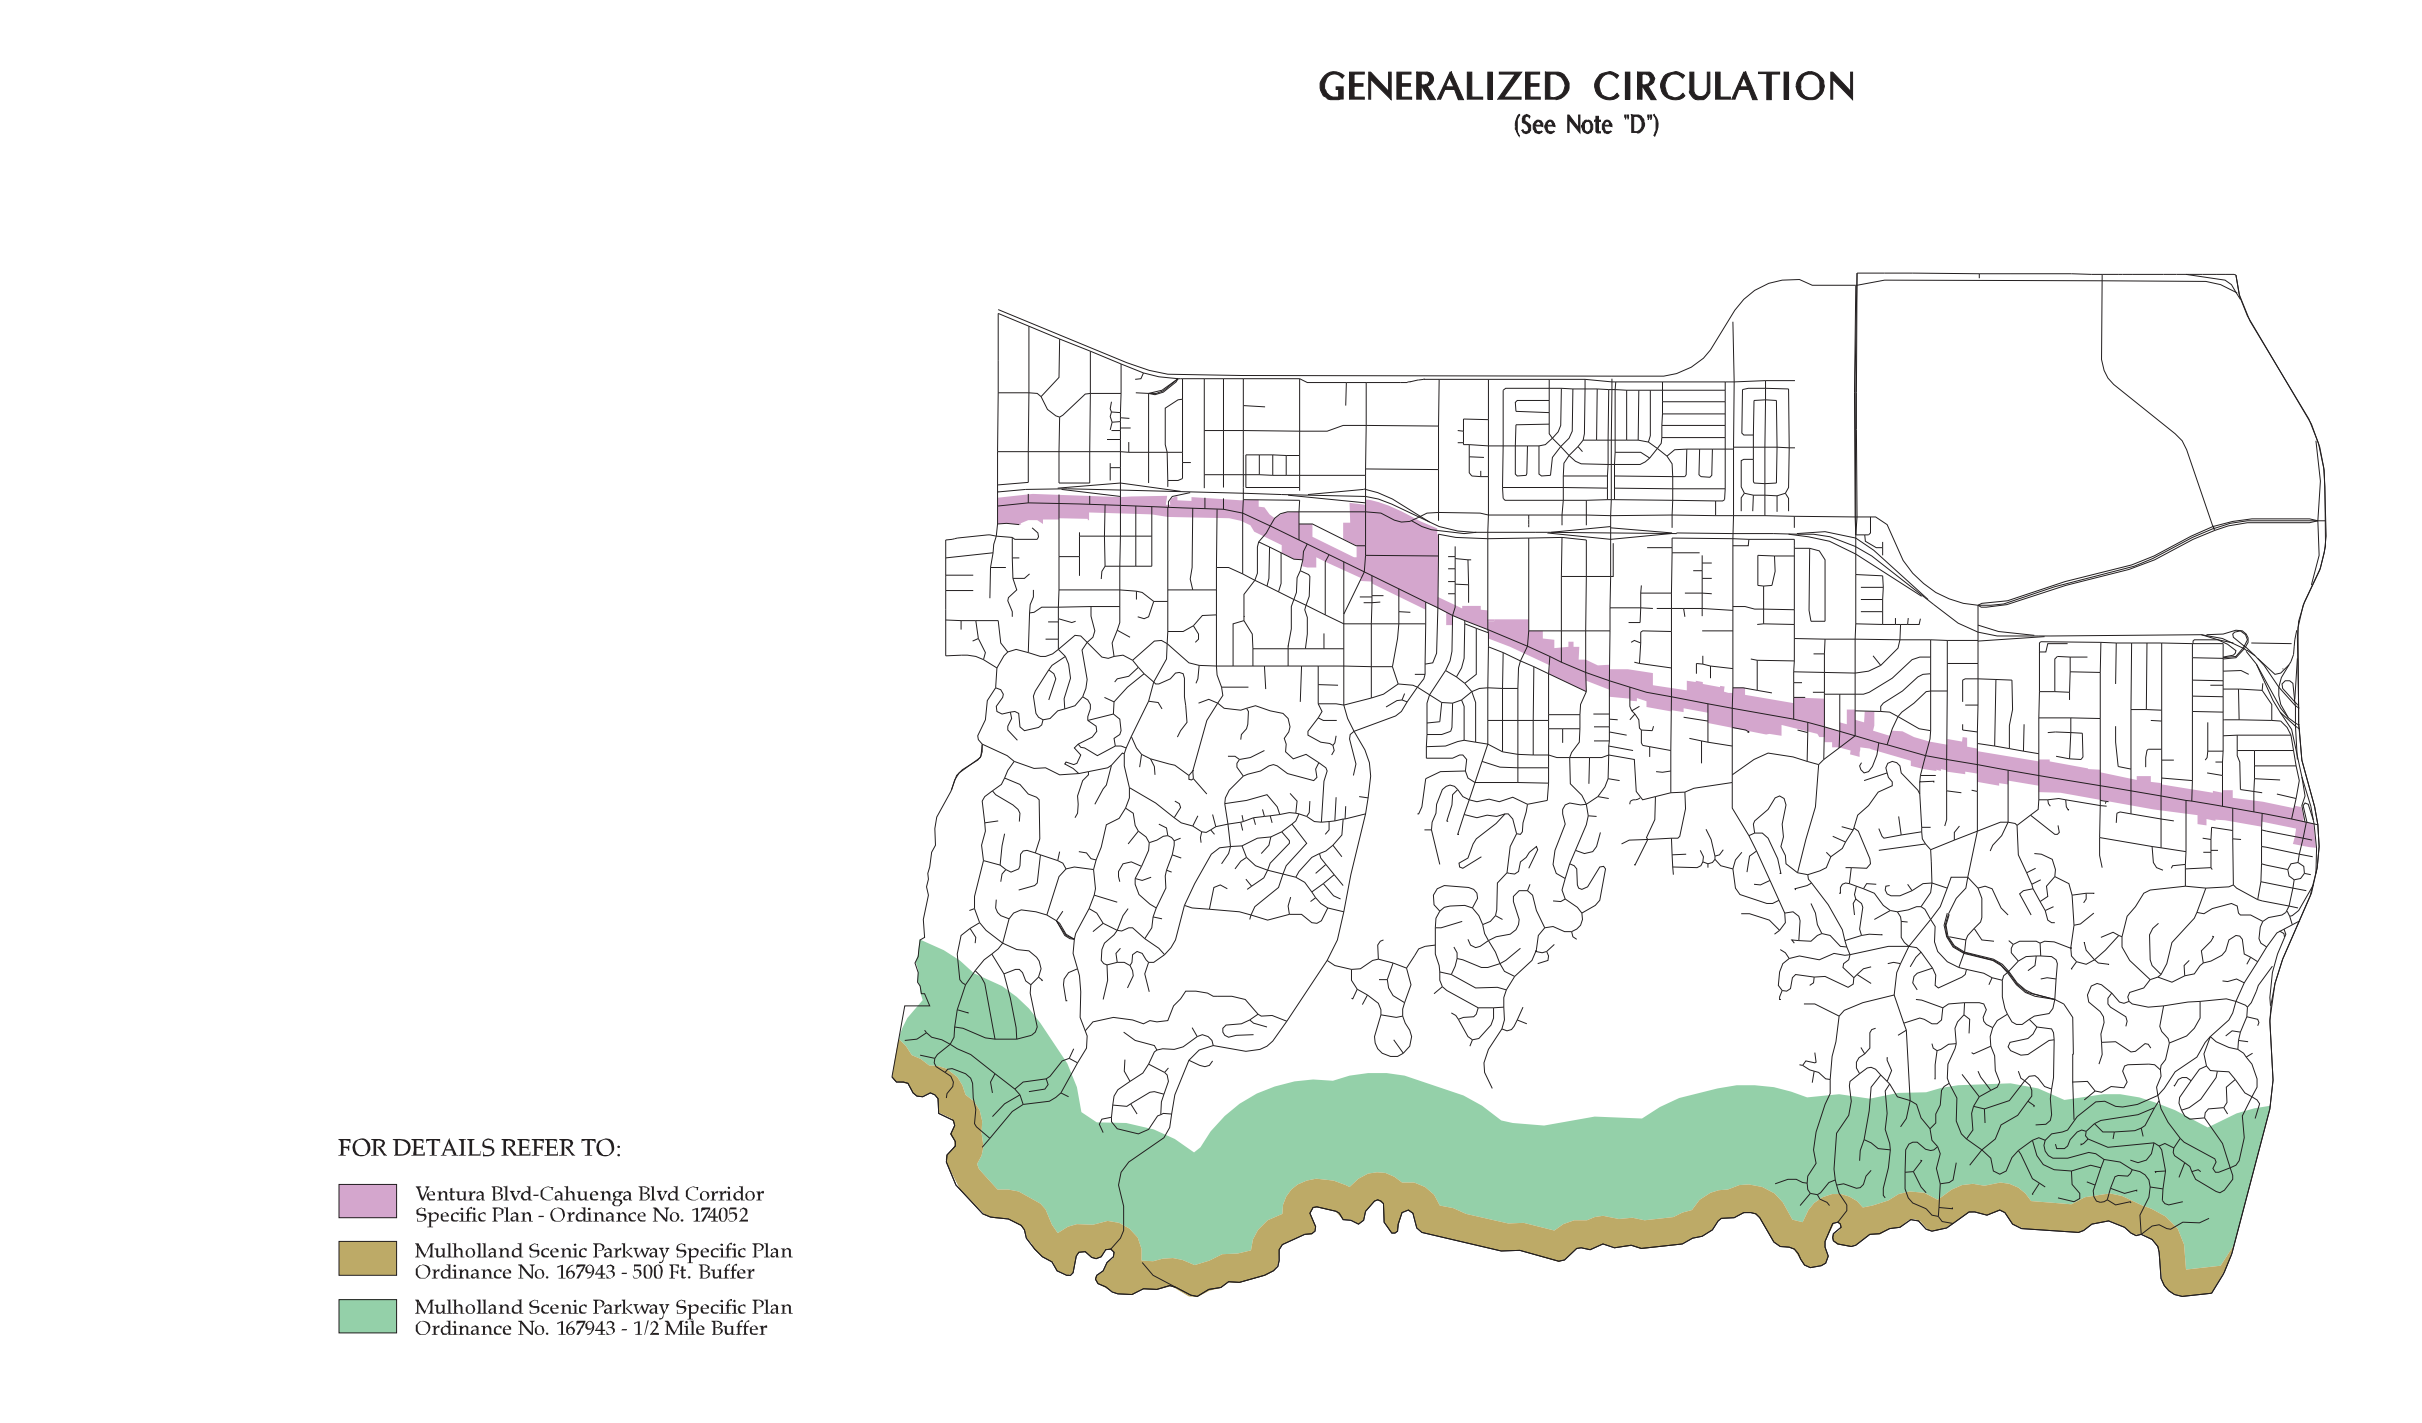 GENERALIZED CIRCULATION
(See Note "D")
FOR DETAILS REFER TO:
Ventura Blvd-Cahuenga Blvd Corridor
Specific Plan - Ordinance No. 174052
Mulholland Scenic Parkway Specific Plan
Ordinance No. 167943 - 500 Ft. Buffer
Mulholland Scenic Parkway Specific Plan
Ordinance No. 167943 - 1/2 Mile Buffer